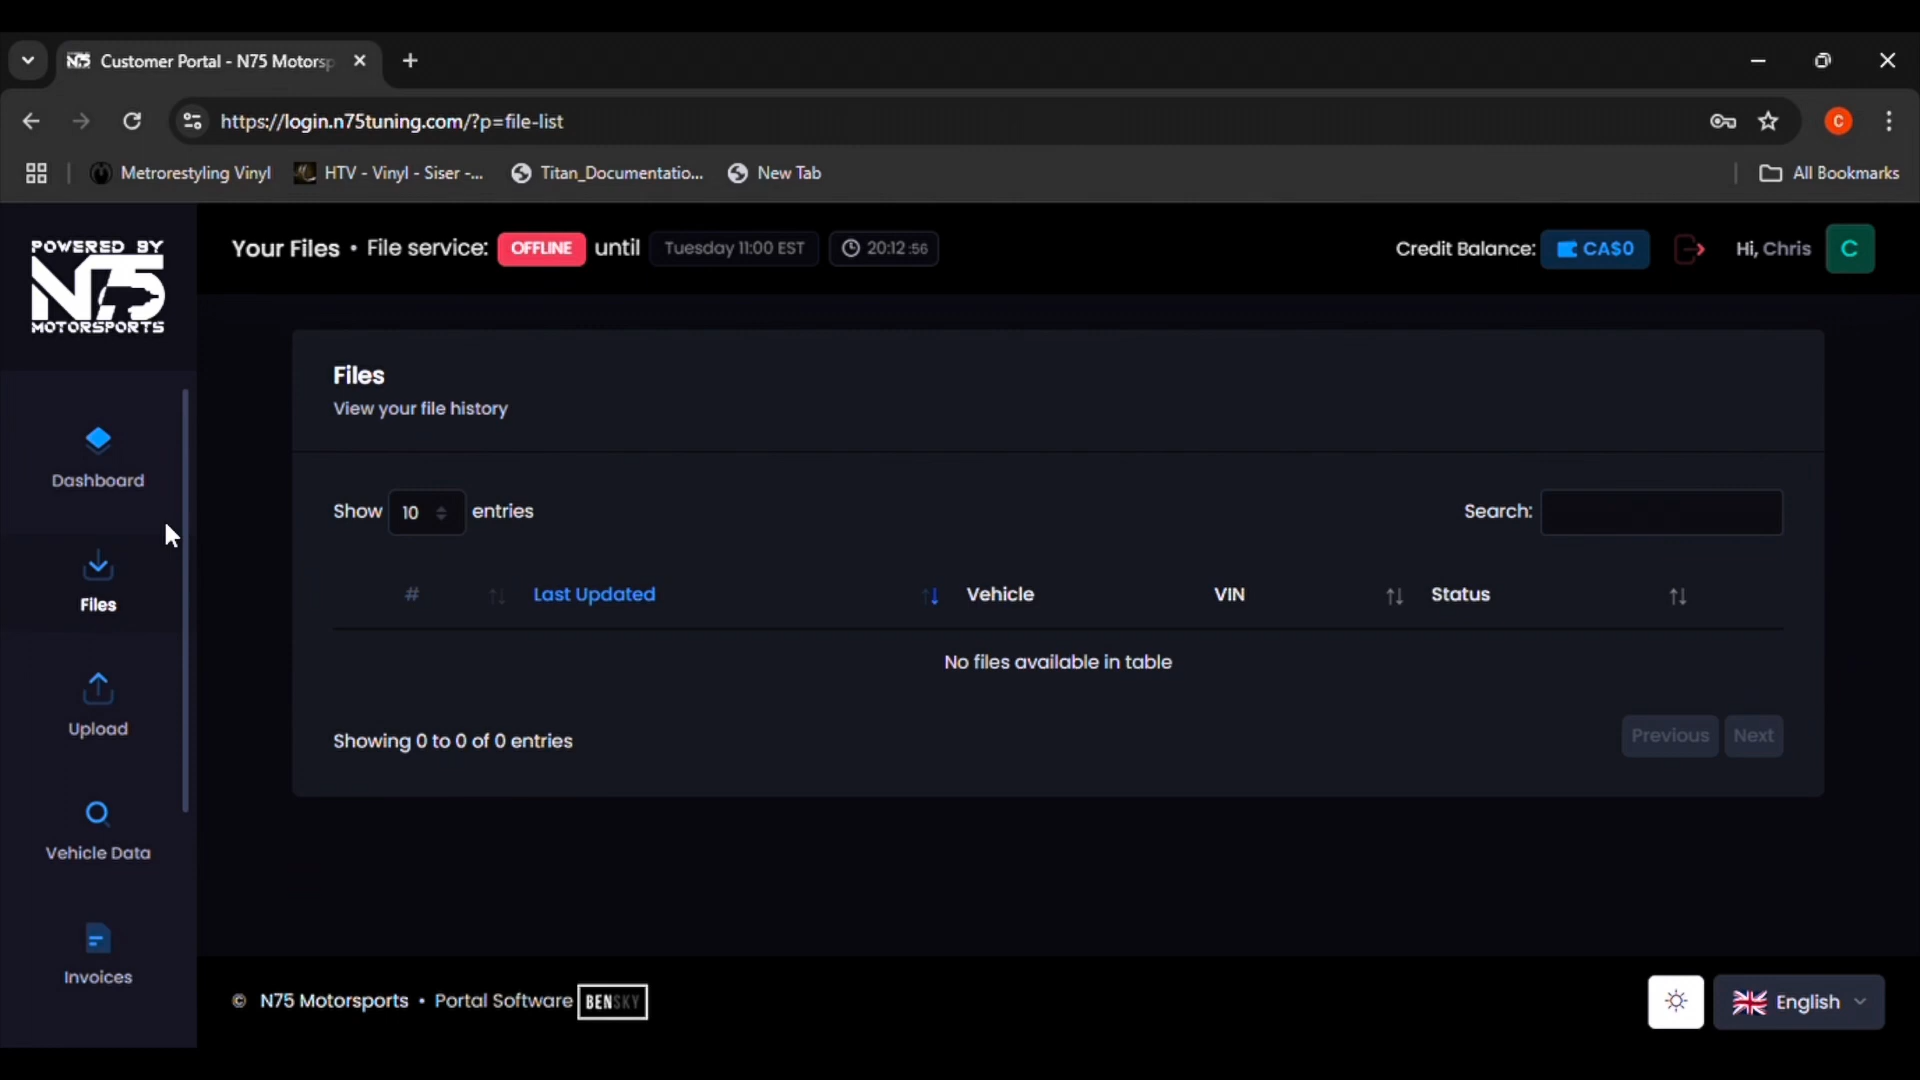 Customer Portal - N75 Motorsp
https://login.n75tuning.com/?p=file-list
C
Metrorestyling Vinyl
HTV - Vinyl - Siser -...
Titan_Documentatio...
New Tab
All Bookmarks
POWERED BY
N75
MOTORSPORTS
Your Files • File service: OFFLINE until Tuesday 11:00 EST 20:12:56
Credit Balance: CA$0
Hi, Chris
C
Dashboard
Files
Upload
Vehicle Data
Invoices
Files
View your file history
Show 10 entries
Search:
# Last Updated Vehicle VIN Status
No files available in table
Showing 0 to 0 of 0 entries
Previous Next
© N75 Motorsports • Portal Software BENSKY
English